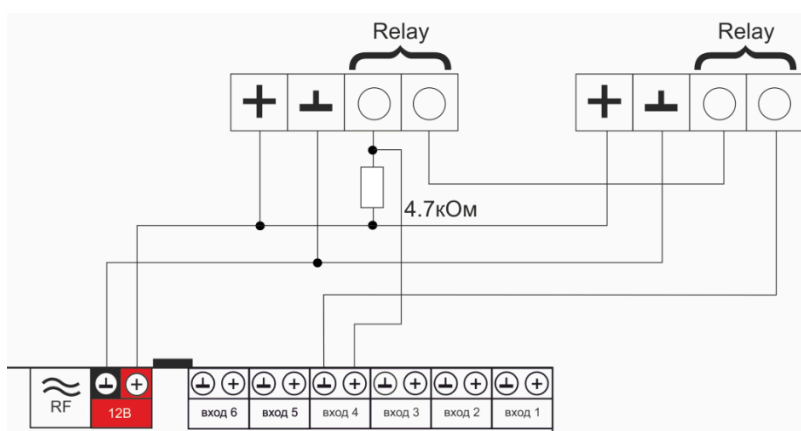 Relay
Relay
4.7кОм
RF
12В
вход 6
вход 5
вход 4
вход 3
вход 2
вход 1